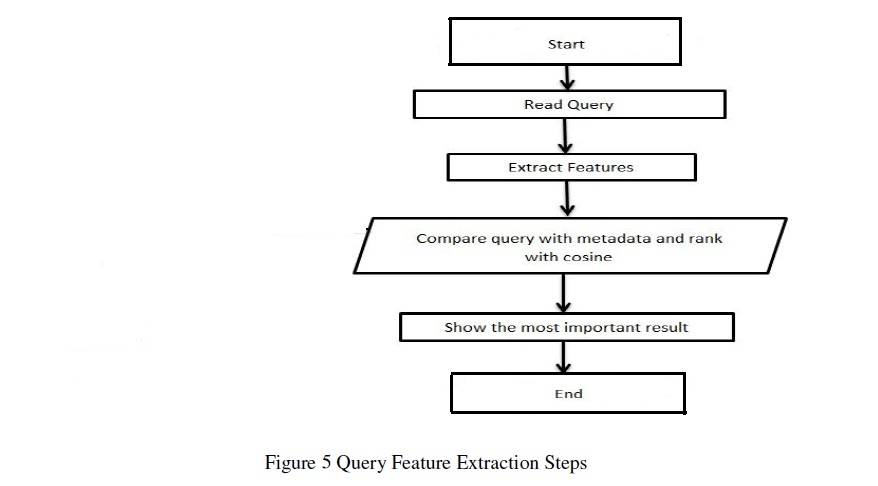 Start
Read Query
Extract Features
Compare query with metadata and rank
with cosine
Show the most important result
End
Figure 5 Query Feature Extraction Steps